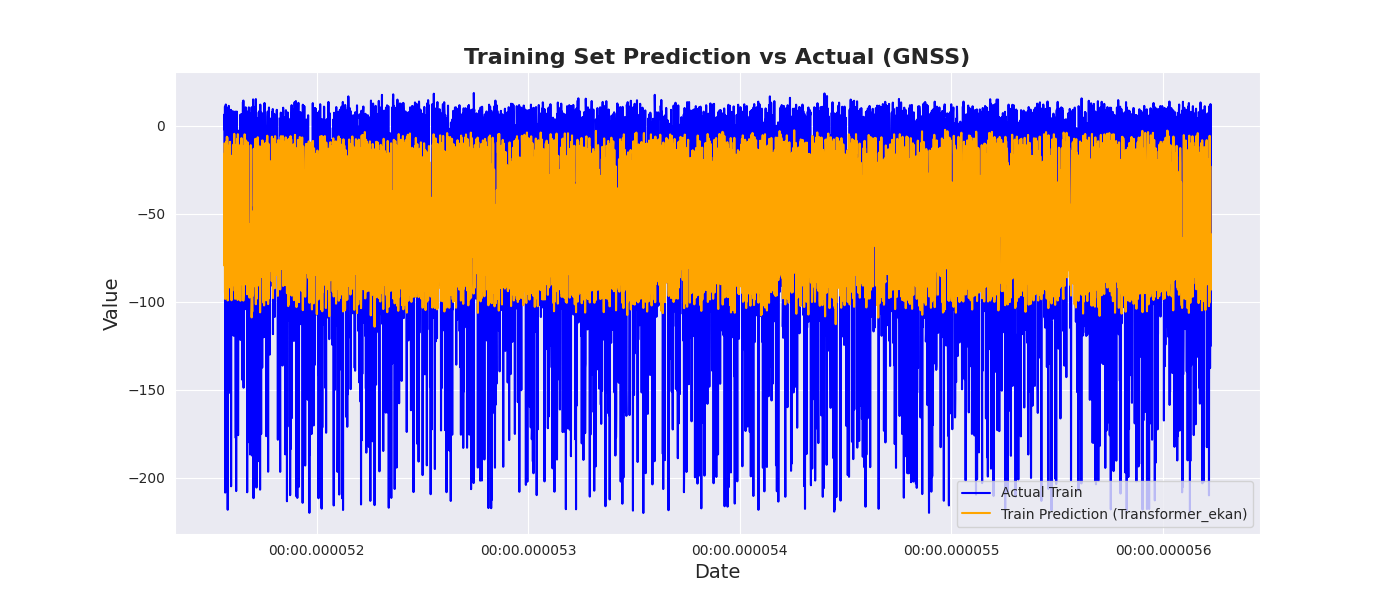 Training Set Prediction vs Actual (GNSS)
Value
0
−50
−100
−150
−200
Actual Train
Train Prediction (Transformer_ekan)
00:00.000052
00:00.000053
00:00.000054
00:00.000055
00:00.000056
Date